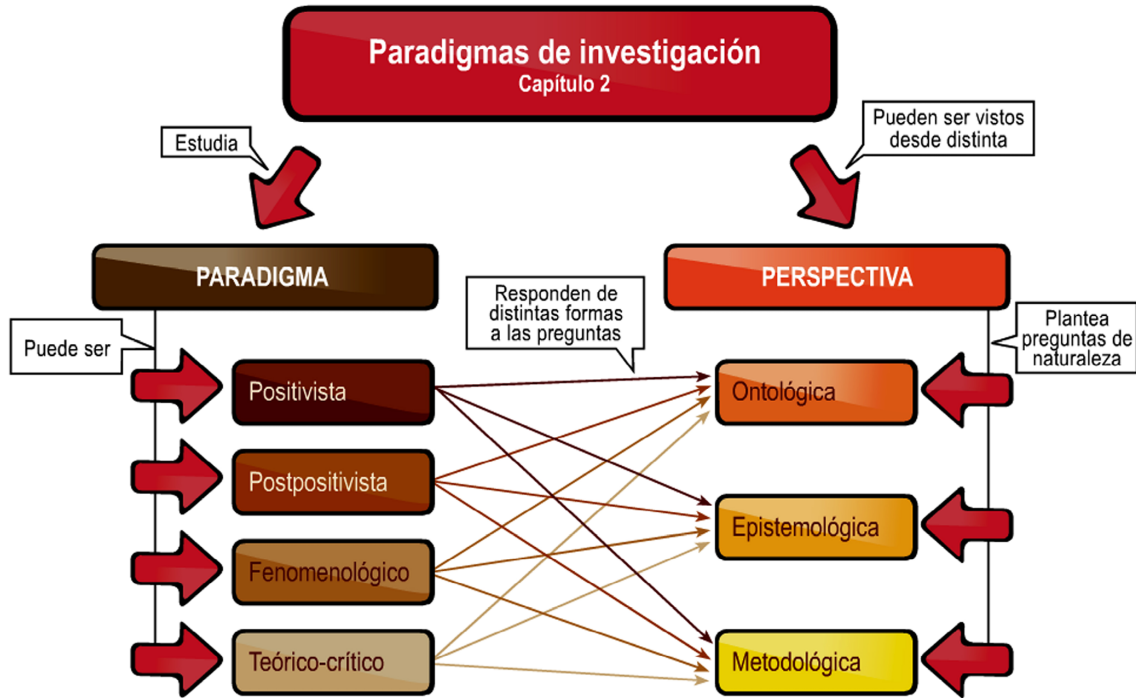 Paradigmas de investigación
Capítulo 2
Estudia
Pueden ser vistos
desde distinta
PARADIGMA
PERSPECTIVA
Responden de
distintas formas
a las preguntas
Puede ser
Plantea
preguntas de
naturaleza
Positivista
Ontológica
Postpositivista
Epistemológica
Fenomenológico
Teórico-crítico
Metodológica